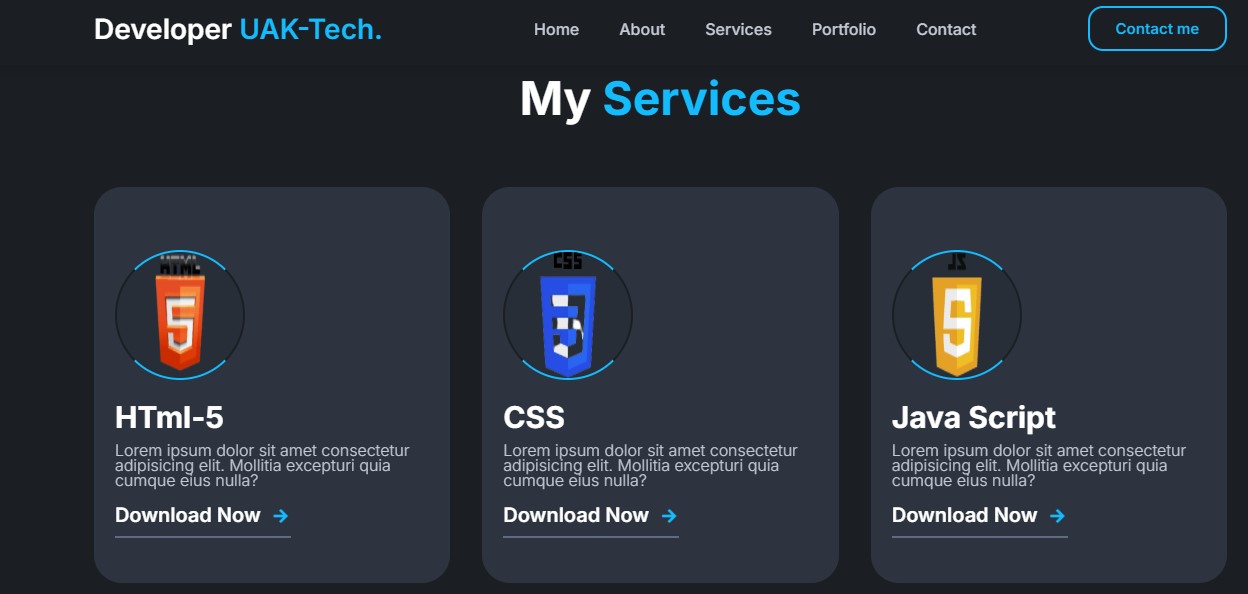 Developer UAK-Tech.
Home
About
Services
Portfolio
Contact
Contact me
My Services
HTML
5
HTml-5
Lorem ipsum dolor sit amet consectetur
adipisicing elit. Mollitia excepturi quia
cumque eius nulla?
Download Now →
CSS
3
CSS
Lorem ipsum dolor sit amet consectetur
adipisicing elit. Mollitia excepturi quia
cumque eius nulla?
Download Now →
JS
5
Java Script
Lorem ipsum dolor sit amet consectetur
adipisicing elit. Mollitia excepturi quia
cumque eius nulla?
Download Now →